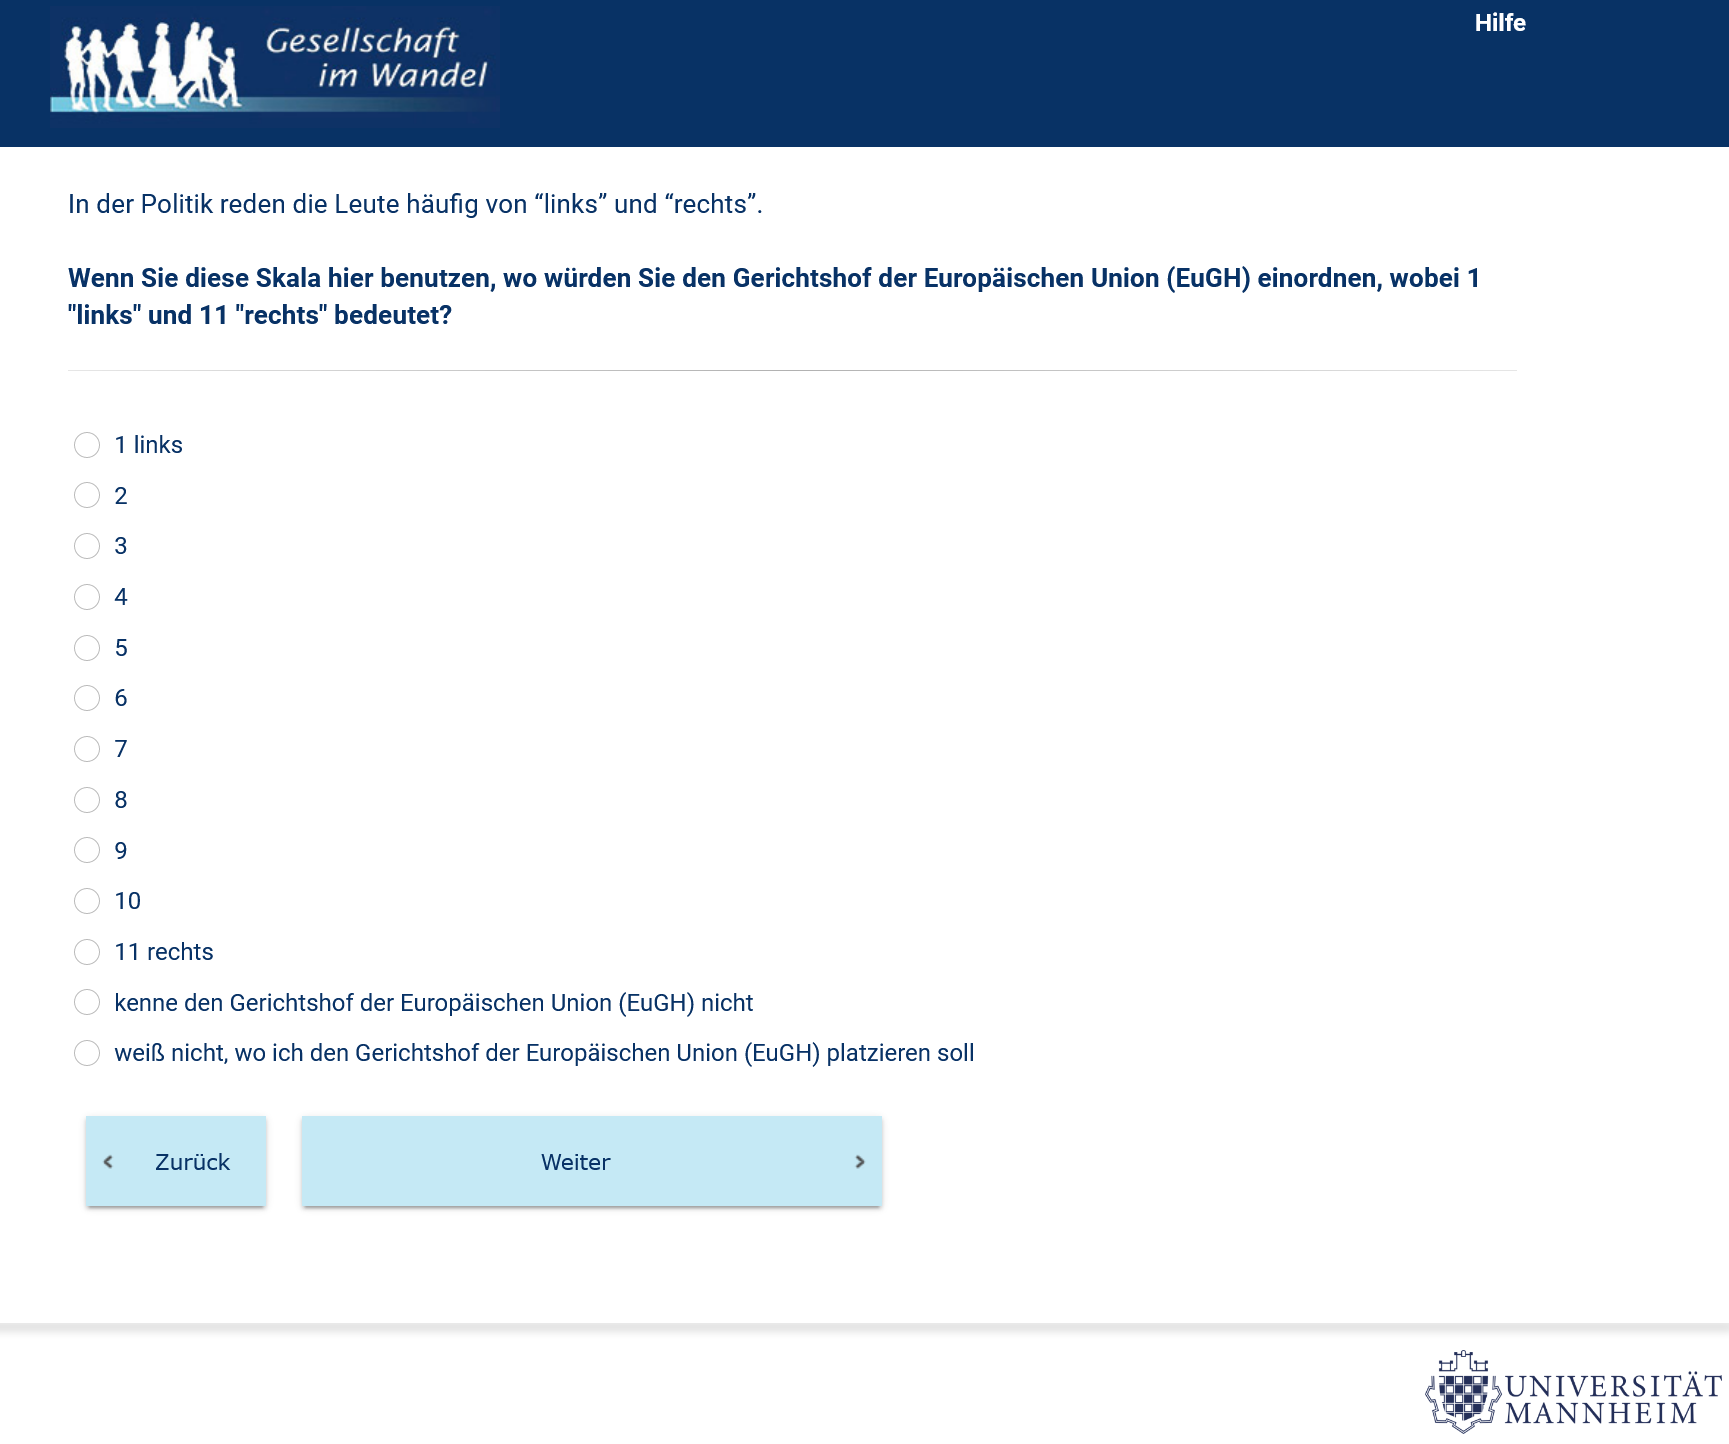 Gesellschaft
im Wandel
Hilfe
In der Politik reden die Leute häufig von “links” und “rechts”.
Wenn Sie diese Skala hier benutzen, wo würden Sie den Gerichtshof der Europäischen Union (EuGH) einordnen, wobei 1
"links" und 11 "rechts" bedeutet?
1 links
2
3
4
5
6
7
8
9
10
11 rechts
kenne den Gerichtshof der Europäischen Union (EuGH) nicht
weiß nicht, wo ich den Gerichtshof der Europäischen Union (EuGH) platzieren soll
Zurück
Weiter
UNIVERSITÄT
MANNHEIM